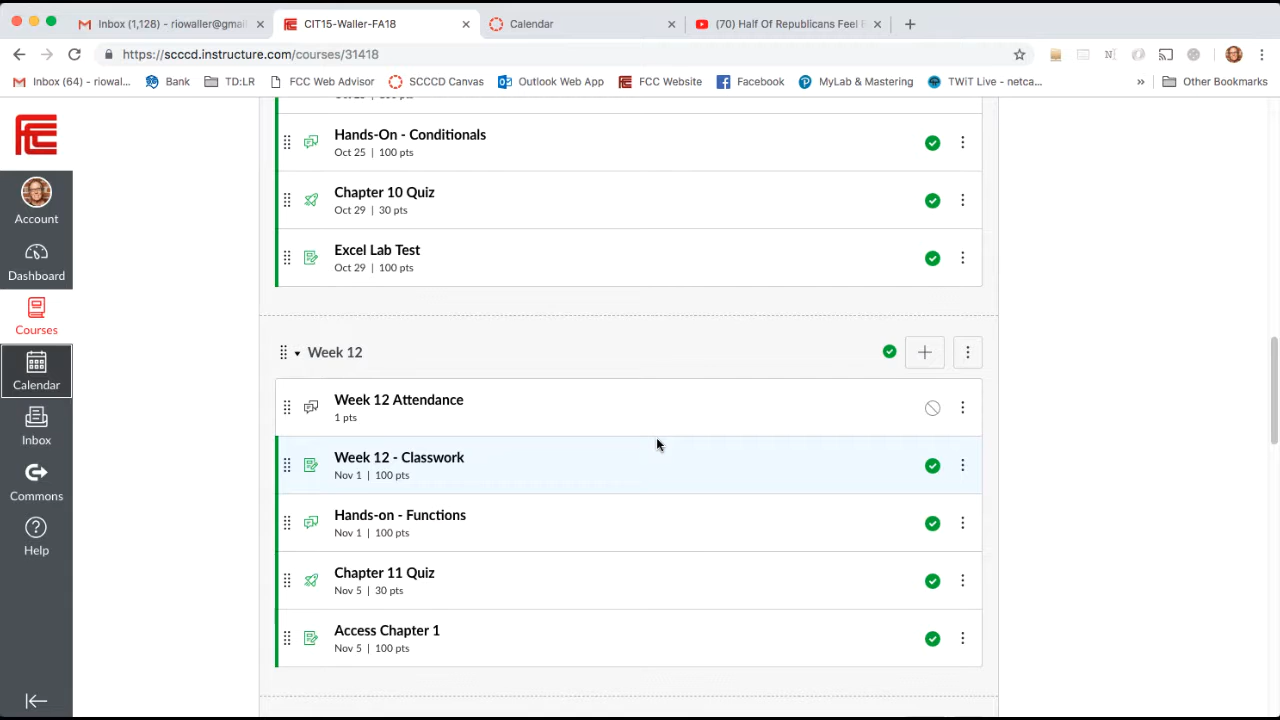 Inbox (1,128) - riowaller@gmai
CIT15-Waller-FA18
Calendar
(70) Half Of Republicans Feel
https://scccd.instructure.com/courses/31418
Inbox (64) - riowal...
Bank
TD:LR
FCC Web Advisor
SCCCD Canvas
Outlook Web App
FCC Website
Facebook
MyLab & Mastering
TWiT Live - netca...
»
Other Bookmarks
Hands-On - Conditionals
Oct 25 | 100 pts
Chapter 10 Quiz
Oct 29 | 30 pts
Excel Lab Test
Oct 29 | 100 pts
Account
Dashboard
Courses
Calendar
Inbox
Commons
Help
Week 12
Week 12 Attendance
1 pts
Week 12 - Classwork
Nov 1 | 100 pts
Hands-on - Functions
Nov 1 | 100 pts
Chapter 11 Quiz
Nov 5 | 30 pts
Access Chapter 1
Nov 5 | 100 pts